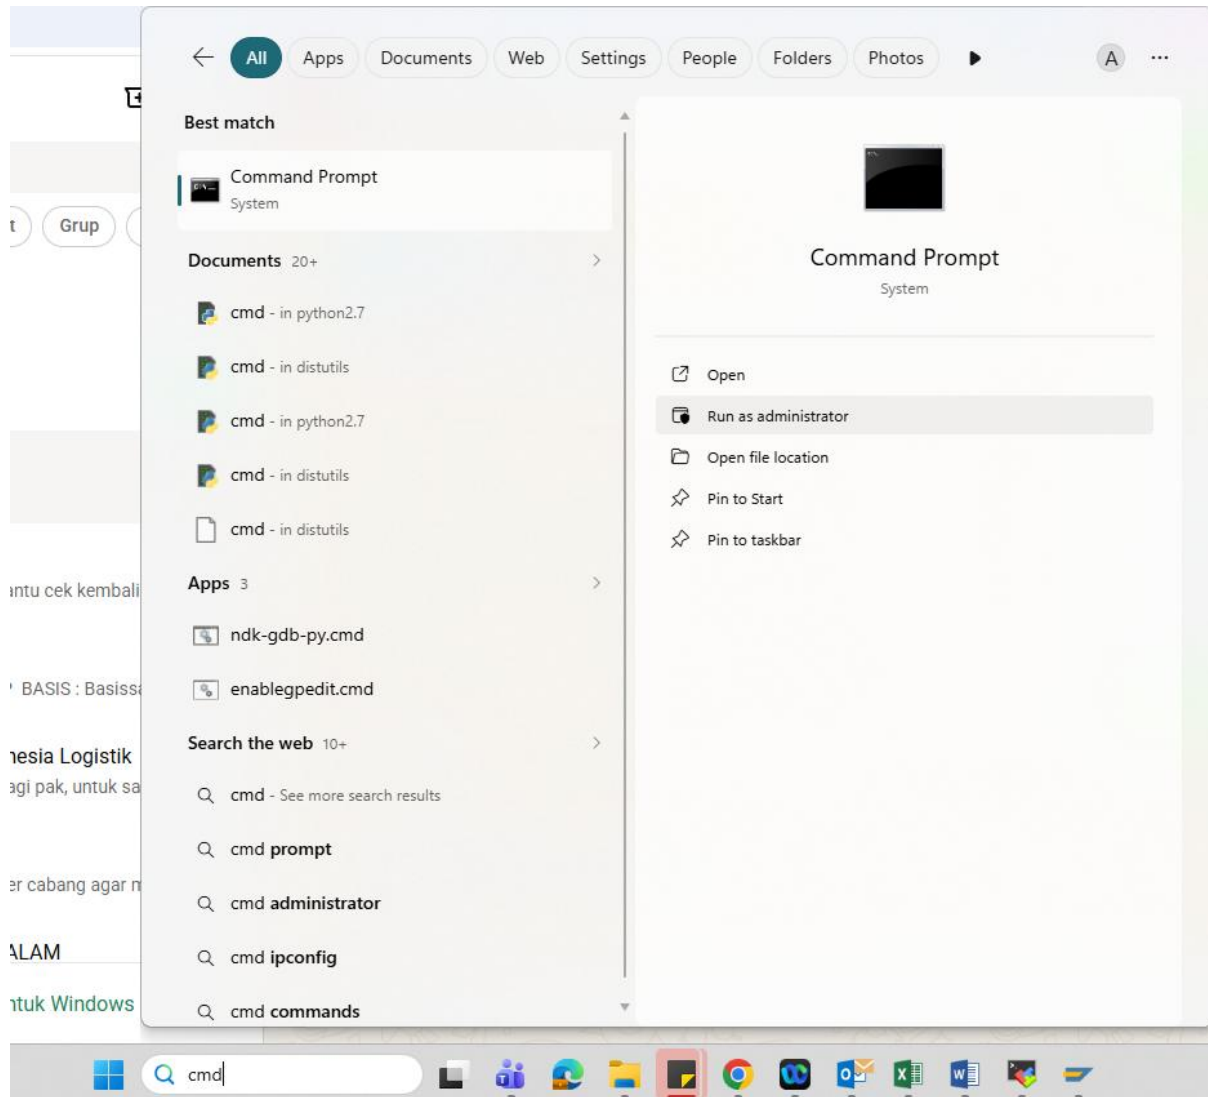 All Apps Documents Web Settings People Folders Photos A ...
Best match
Command Prompt
System
Documents 20+
cmd - in python2.7
cmd - in distutils
cmd - in python2.7
cmd - in distutils
cmd - in distutils
Apps 3
ndk-gdb-py.cmd
enablegpedit.cmd
Search the web 10+
cmd - See more search results
cmd prompt
cmd administrator
cmd ipconfig
cmd commands
Command Prompt
System
Open
Run as administrator
Open file location
Pin to Start
Pin to taskbar
t Grup
antu cek kembali
BASIS : Basissa
nesia Logistik
agi pak, untuk sa
er cabang agar m
ALAM
ntuk Windows
cmd